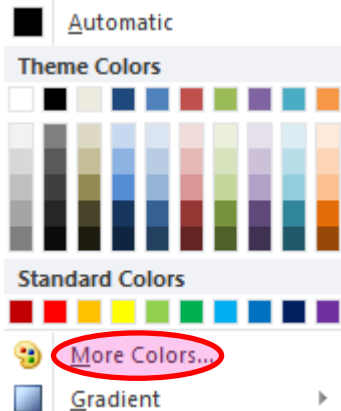 Automatic
Theme Colors
Standard Colors
More Colors...
Gradient